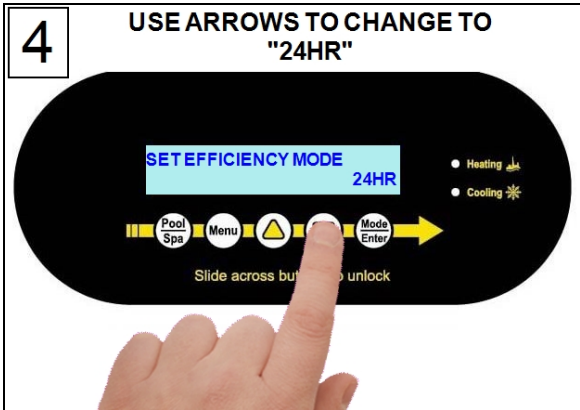 4
USE ARROWS TO CHANGE TO
"24HR"
SET EFFICIENCY MODE
24HR
Heating
Cooling
Pool
Spa
Menu
Mode
Enter
Slide across but o unlock